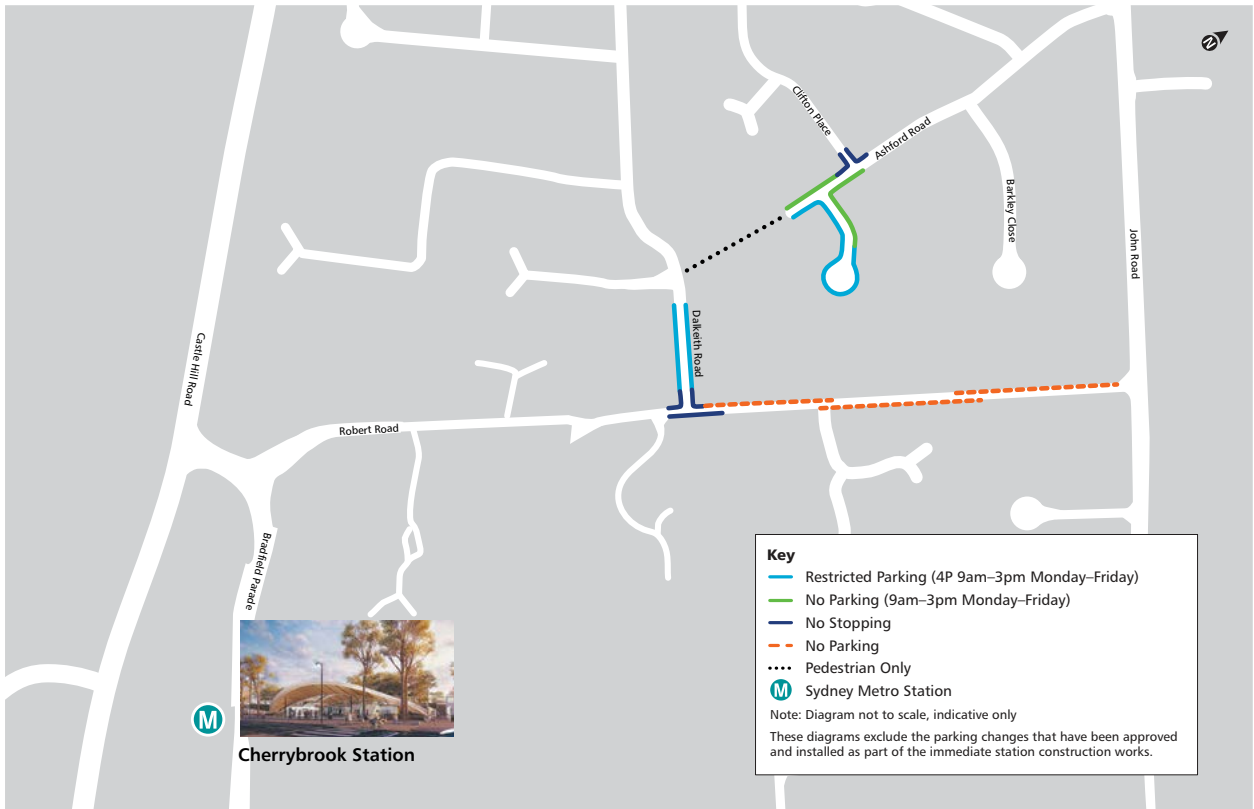 N
Clifton Place
Ashford Road
Barkley Close
John Road
Castle Hill Road
Dalkeith Road
Robert Road
Bradfield Parade
M
Cherrybrook Station
Key
Restricted Parking (4P 9am–3pm Monday–Friday)
No Parking (9am–3pm Monday–Friday)
No Stopping
No Parking
Pedestrian Only
M Sydney Metro Station
Note: Diagram not to scale, indicative only
These diagrams exclude the parking changes that have been approved
and installed as part of the immediate station construction works.